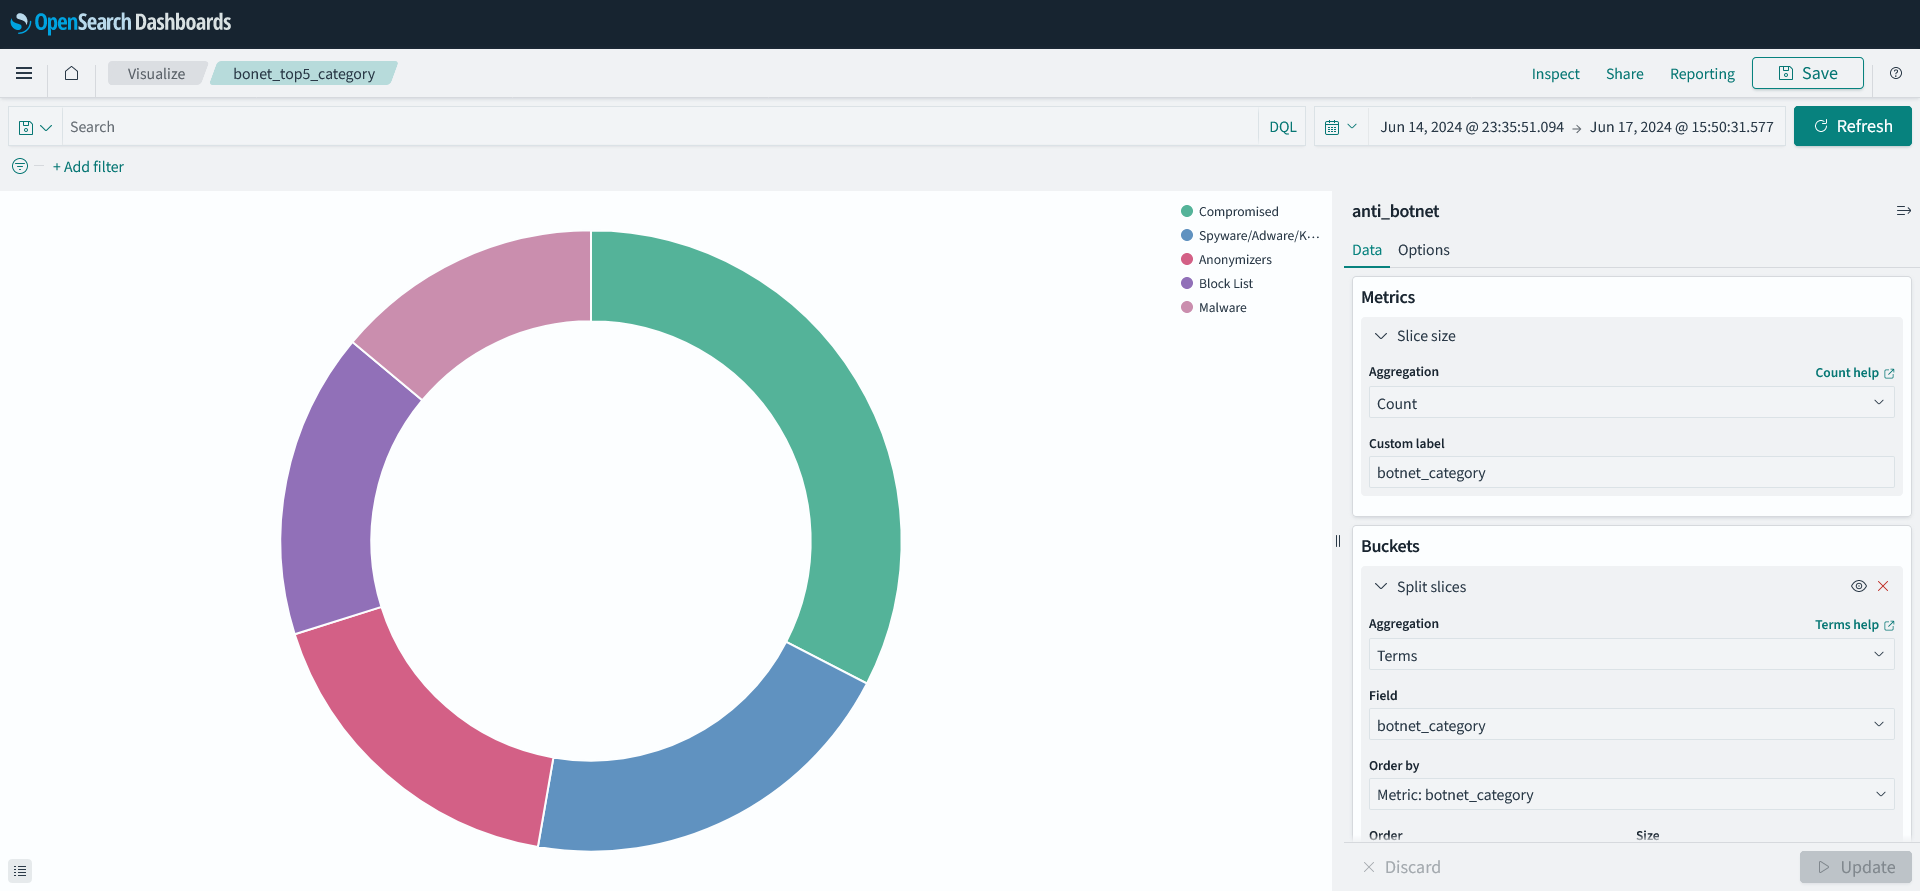 OpenSearch Dashboards
Visualize
bonet_top5_category
Inspect
Share
Reporting
Save
Search
DQL
Jun 14, 2024 @ 23:35:51.094 → Jun 17, 2024 @ 15:50:31.577
Refresh
+ Add filter
Compromised
Spyware/Adware/K···
Anonymizers
Block List
Malware
anti_botnet
Data
Options
Metrics
Slice size
Aggregation
Count help
Count
Custom label
botnet_category
Buckets
Split slices
Aggregation
Terms help
Terms
Field
botnet_category
Order by
Metric: botnet_category
Order
Size
Discard
Update